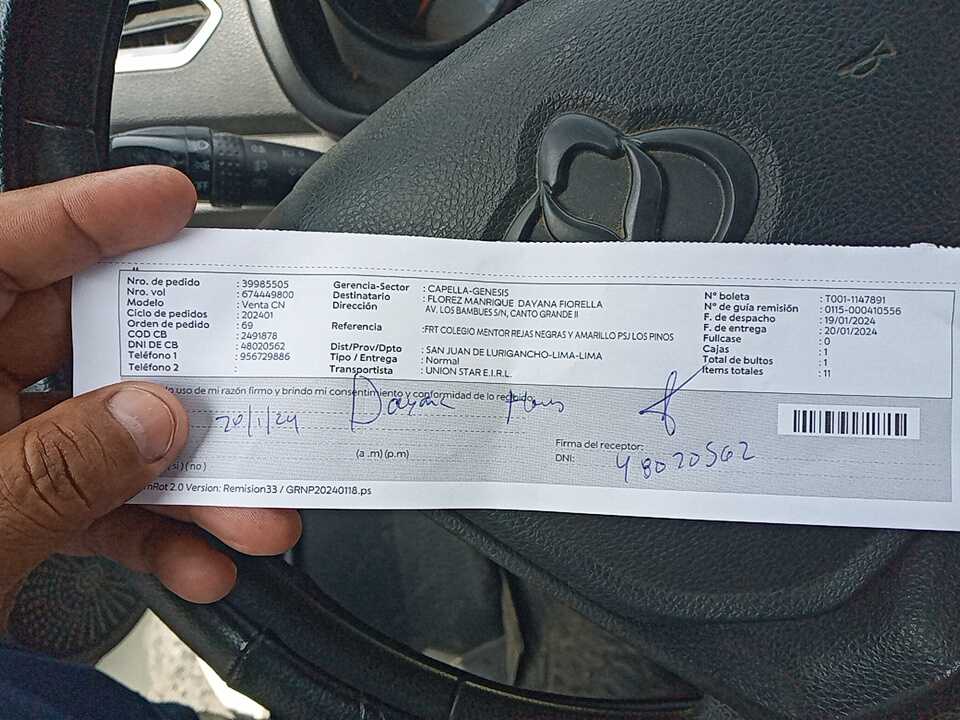 Nro. de pedido : 39985505
Nro. vol : 674449800
Modelo : Venta CN
Ciclo de pedidos : 202401
Orden de pedido : 69
COD CB : 2491878
DNI DE CB : 48020562
Teléfono 1 : 956729886
Teléfono 2 :
Gerencia-Sector : CAPELLA-GENESIS
Destinatario : FLOREZ MANRIQUE DAYANA FIORELLA
Dirección AV, LOS BAMBUES S/N, CANTO GRANDE II
Referencia :FRT COLEGIO MENTOR REJAS NEGRAS Y AMARILLO PSJ LOS PINOS
Dist/Prov/Dpto : SAN JUAN DE LURIGANCHO-LIMA-LIMA
Tipo / Entrega : Normal
Transportista : UNION STAR E.I.R.L.
N° boleta : T001-1147891
N° de guía remisión : 0115-000410556
F. de despacho : 19/01/2024
F. de entrega : 20/01/2024
Fullcase : 0
Cajas : 1
Total de bultos : 1
Items totales : 11
uso de mi razón firmo y brindo mi consentimiento y conformidad de lo recibido
20/1/24 Dayana
(a .m) (p.m)
Firma del receptor:
DNI: 48020562
(si) (no)
Rot 2.0 Version: Remision33 / GRNP20240118.ps